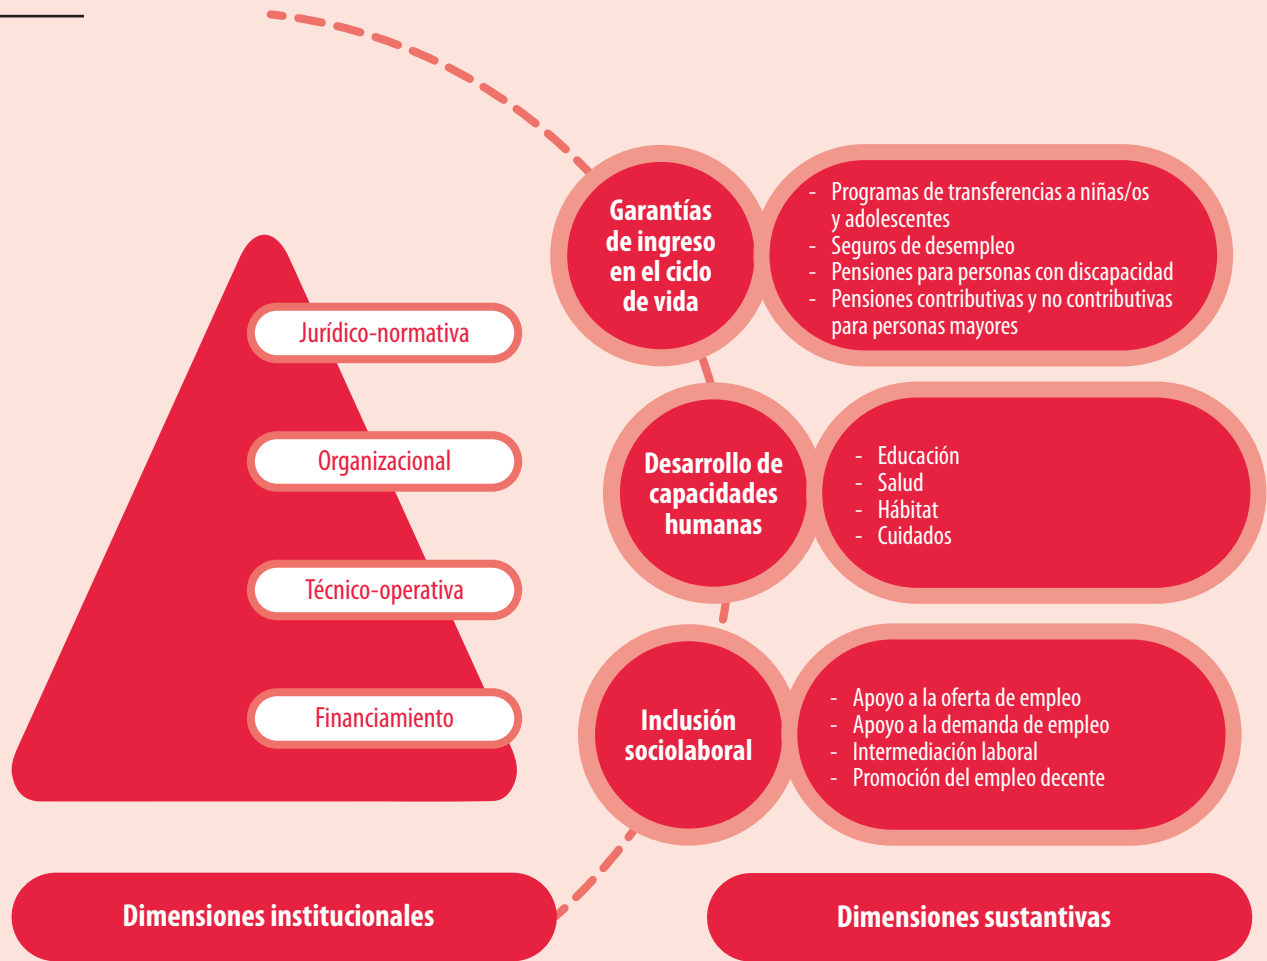 Jurídico-normativa
Organizacional
Técnico-operativa
Financiamiento
Dimensiones institucionales
Garantías
de ingreso
en el ciclo
de vida
- Programas de transferencias a niñas/os
y adolescentes
- Seguros de desempleo
- Pensiones para personas con discapacidad
- Pensiones contributivas y no contributivas
para personas mayores
Desarrollo de
capacidades
humanas
- Educación
- Salud
- Hábitat
- Cuidados
Inclusión
sociolaboral
- Apoyo a la oferta de empleo
- Apoyo a la demanda de empleo
- Intermediación laboral
- Promoción del empleo decente
Dimensiones sustantivas